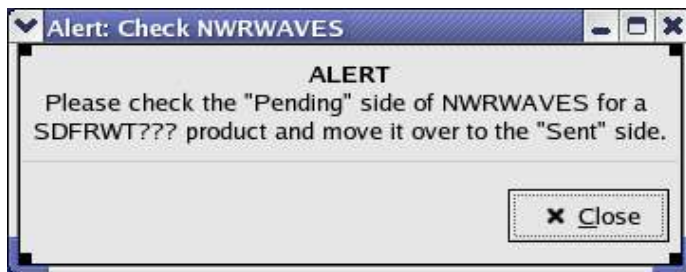 Alert: Check NWRWAVES
ALERT
Please check the "Pending" side of NWRWAVES for a
SDFRWT??? product and move it over to the "Sent" side.
Close